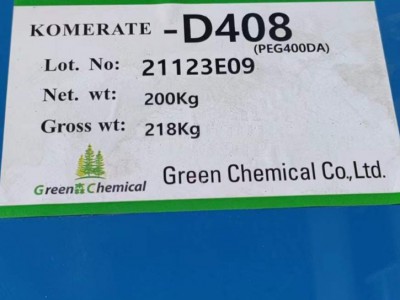 KOMERATE -D408
(PEG400DA)
Lot. No: 21123E09
Net. wt: 200Kg
Gross wt: 218Kg
Green Chemical Green Chemical Co.,Ltd.